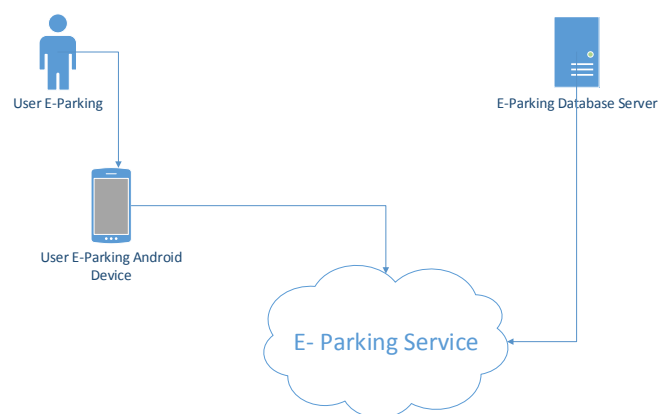 User E-Parking
E-Parking Database Server
User E-Parking Android
Device
E- Parking Service